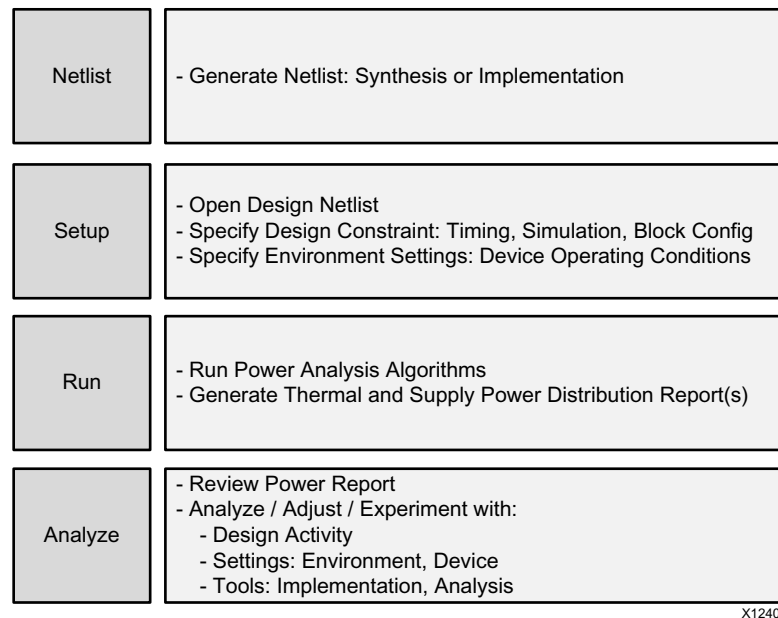 Netlist
- Generate Netlist: Synthesis or Implementation
Setup
- Open Design Netlist
- Specify Design Constraint: Timing, Simulation, Block Config
- Specify Environment Settings: Device Operating Conditions
Run
- Run Power Analysis Algorithms
- Generate Thermal and Supply Power Distribution Report(s)
Analyze
- Review Power Report
- Analyze / Adjust / Experiment with:
- Design Activity
- Settings: Environment, Device
- Tools: Implementation, Analysis
X1240